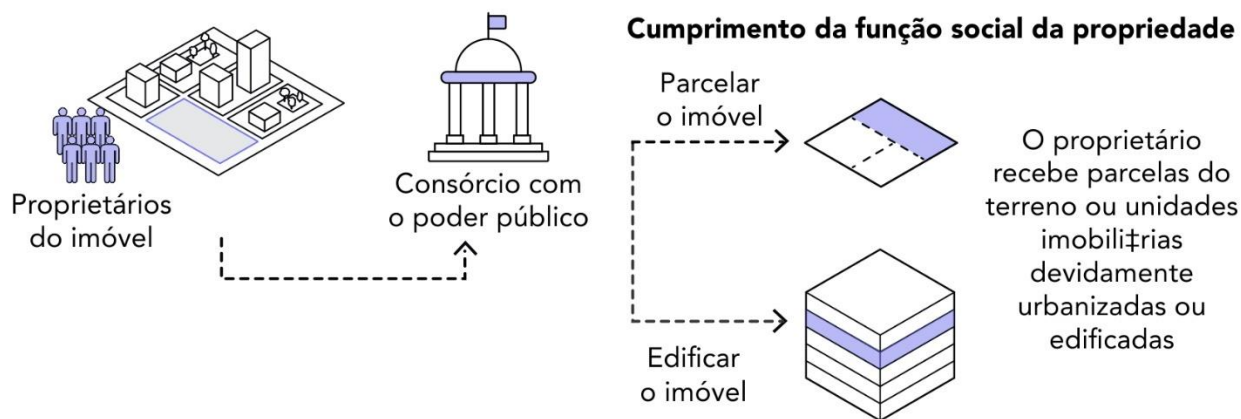 Cumprimento da função social da propriedade
Proprietários
do imóvel
Consórcio com
o poder público
Parcelar
o imóvel
Edificar
o imóvel
O proprietário
recebe parcelas do
terreno ou unidades
imobili‡rias
devidamente
urbanizadas ou
edificadas